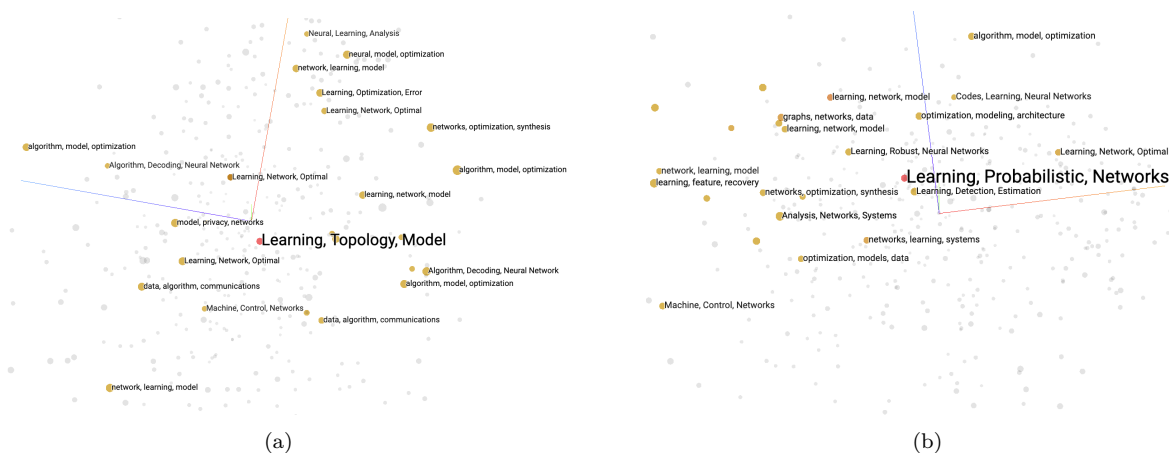 Neural, Learning, Analysis
neural, model, optimization
network, learning, model
Learning, Optimization, Error
Learning, Network, Optimal
networks, optimization, synthesis
algorithm, model, optimization
Algorithm, Decoding, Neural Network
Learning, Network, Optimal
algorithm, model, optimization
learning, network, model
model, privacy, networks
Learning, Topology, Model
Learning, Network, Optimal
Algorithm, Decoding, Neural Network
algorithm, model, optimization
data, algorithm, communications
Machine, Control, Networks
data, algorithm, communications
network, learning, model
(a)
algorithm, model, optimization
learning, network, model
Codes, Learning, Neural Networks
graphs, networks, data
optimization, modeling, architecture
learning, network, model
Learning, Robust, Neural Networks
Learning, Network, Optimal
network, learning, model
Learning, Probabilistic, Networks
learning, feature, recovery
networks, optimization, synthesis
Learning, Detection, Estimation
Analysis, Networks, Systems
networks, learning, systems
optimization, models, data
Machine, Control, Networks
(b)